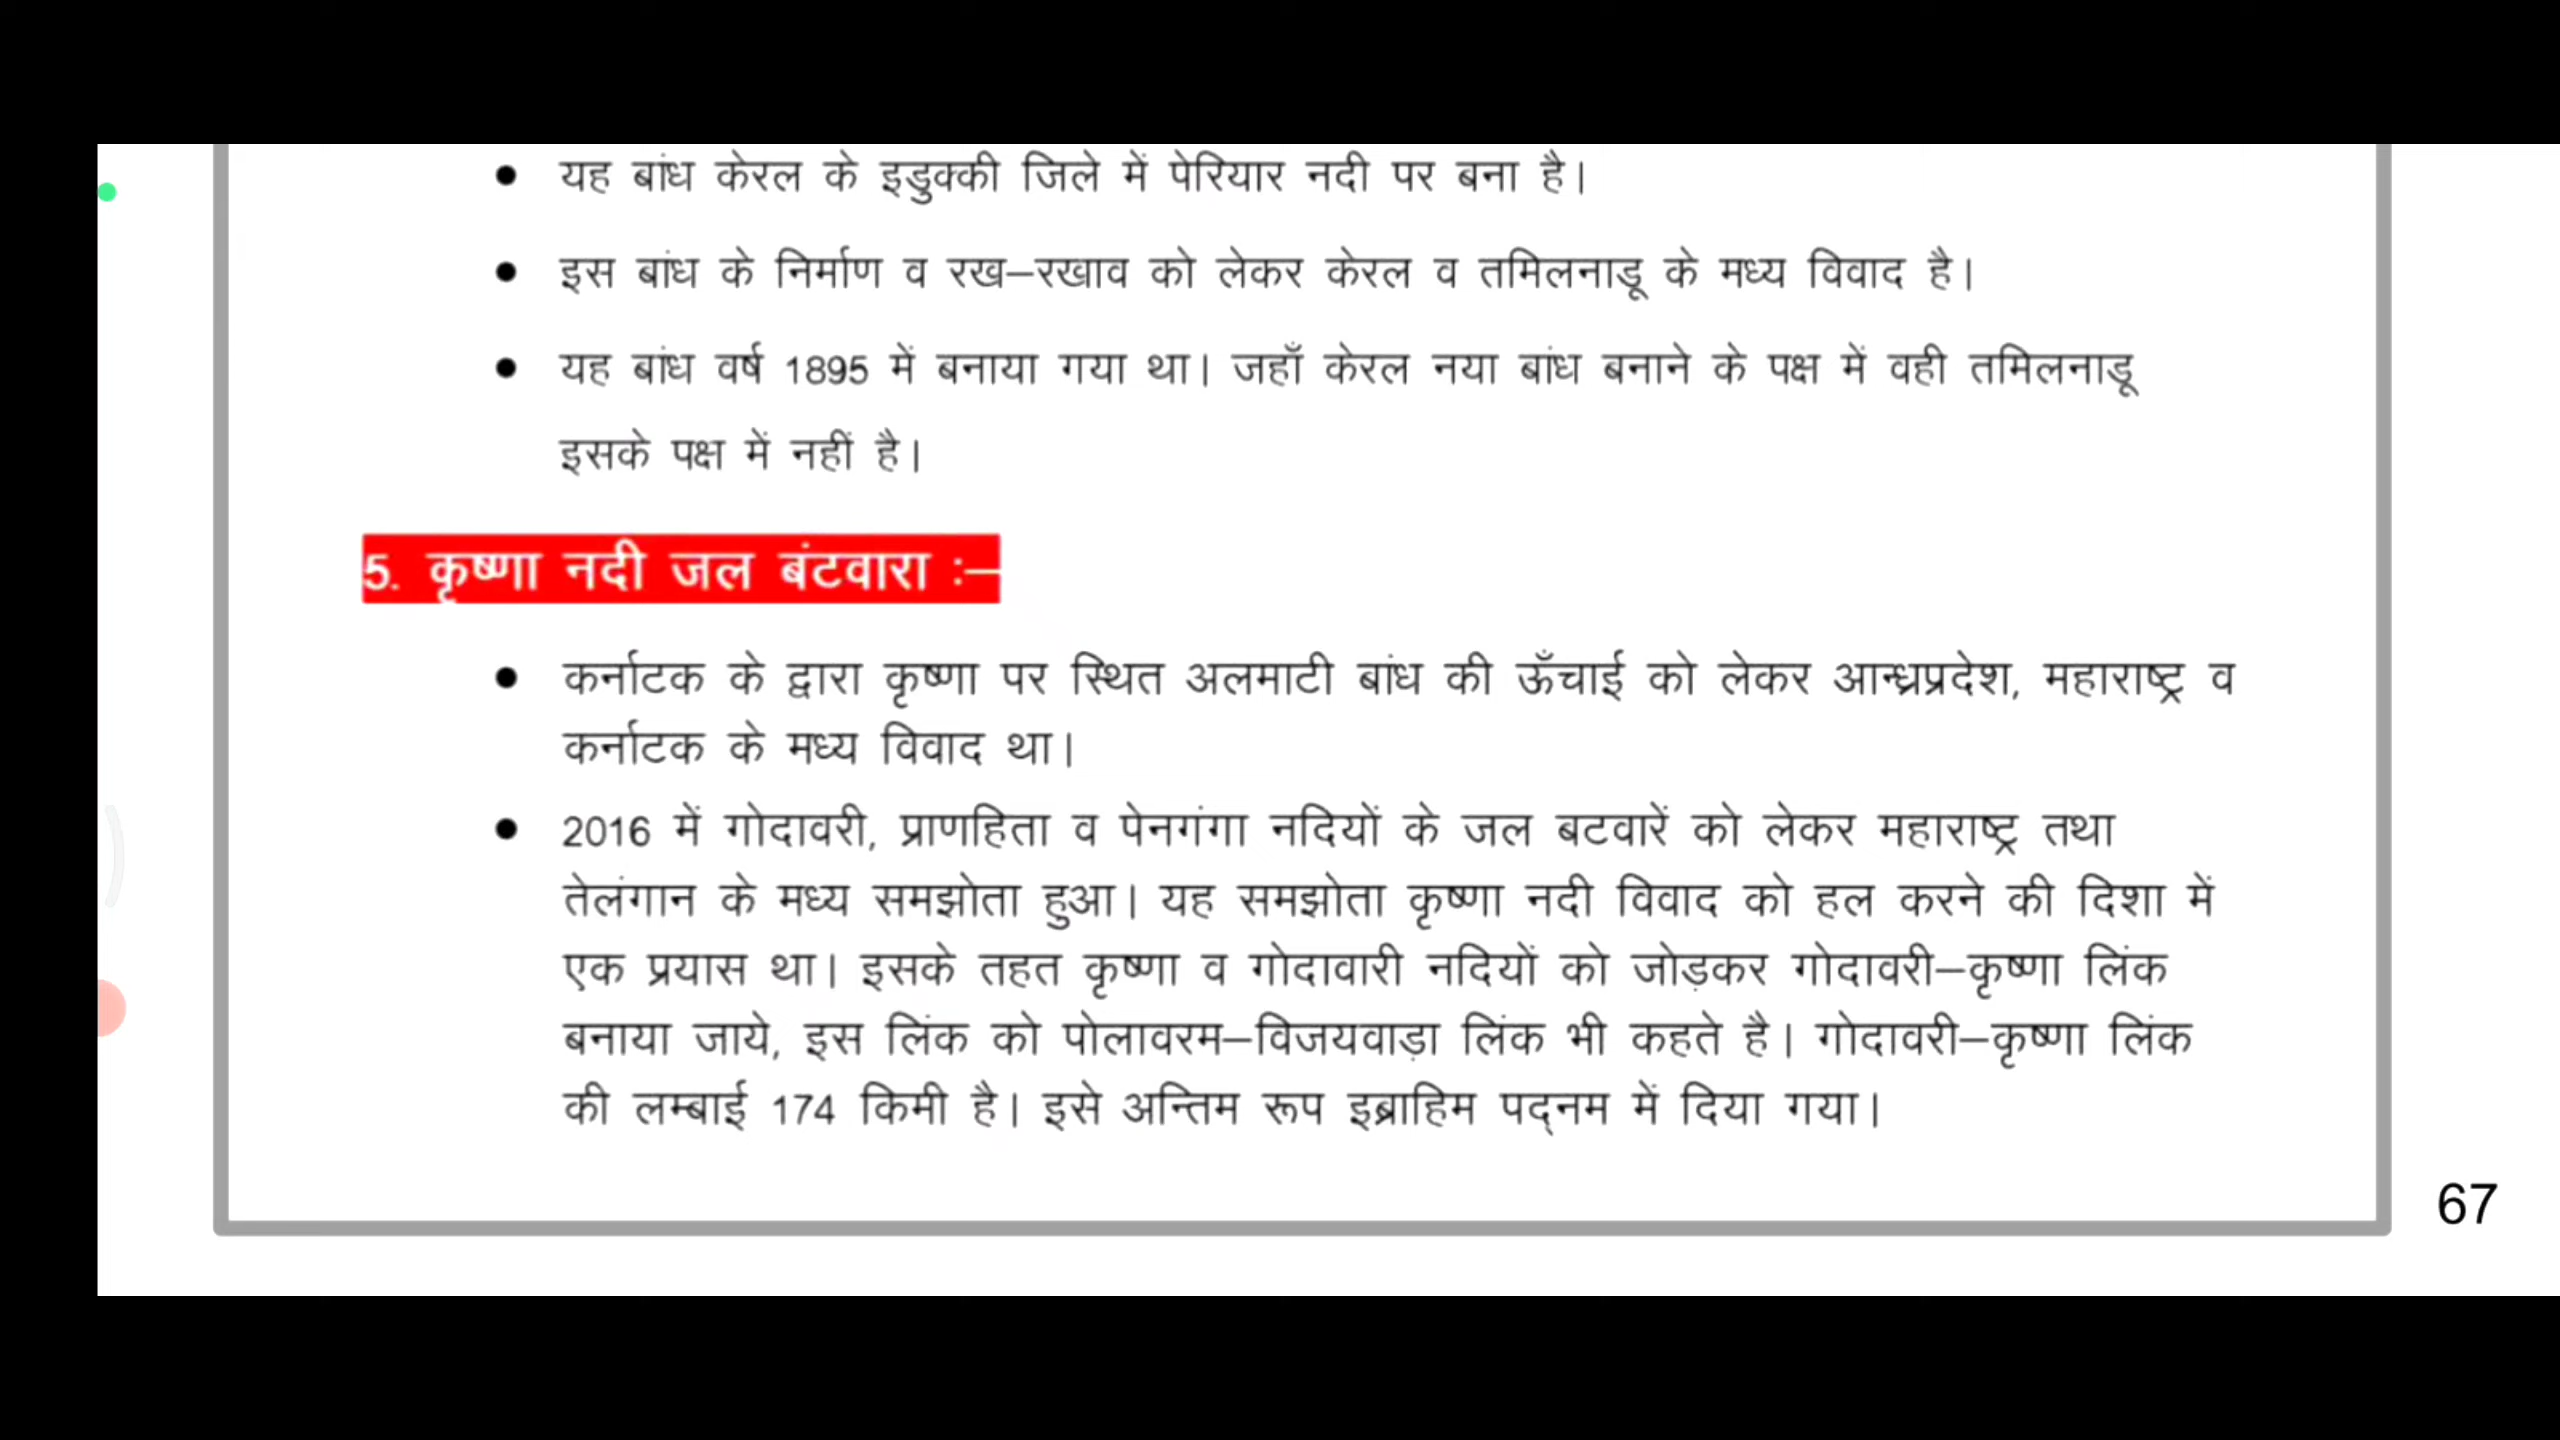 • यह बांध केरल के इडुक्की जिले में पेरियार नदी पर बना है।
• इस बांध के निर्माण व रख–रखाव को लेकर केरल व तमिलनाडू के मध्य विवाद है।
• यह बांध वर्ष 1895 में बनाया गया था। जहाँ केरल नया बांध बनाने के पक्ष में वही तमिलनाडू
इसके पक्ष में नहीं है।
5. कृष्णा नदी जल बंटवारा :–
• कर्नाटक के द्वारा कृष्णा पर स्थित अलमाटी बांध की ऊँचाई को लेकर आन्ध्रप्रदेश, महाराष्ट्र व
कर्नाटक के मध्य विवाद था।
• 2016 में गोदावरी, प्राणहिता व पेनगंगा नदियों के जल बटवारें को लेकर महाराष्ट्र तथा
तेलंगान के मध्य समझोता हुआ। यह समझोता कृष्णा नदी विवाद को हल करने की दिशा में
एक प्रयास था। इसके तहत कृष्णा व गोदावारी नदियों को जोड़कर गोदावरी–कृष्णा लिंक
बनाया जाये, इस लिंक को पोलावरम–विजयवाड़ा लिंक भी कहते है। गोदावरी–कृष्णा लिंक
की लम्बाई 174 किमी है। इसे अन्तिम रूप इब्राहिम पद्नम में दिया गया।
67